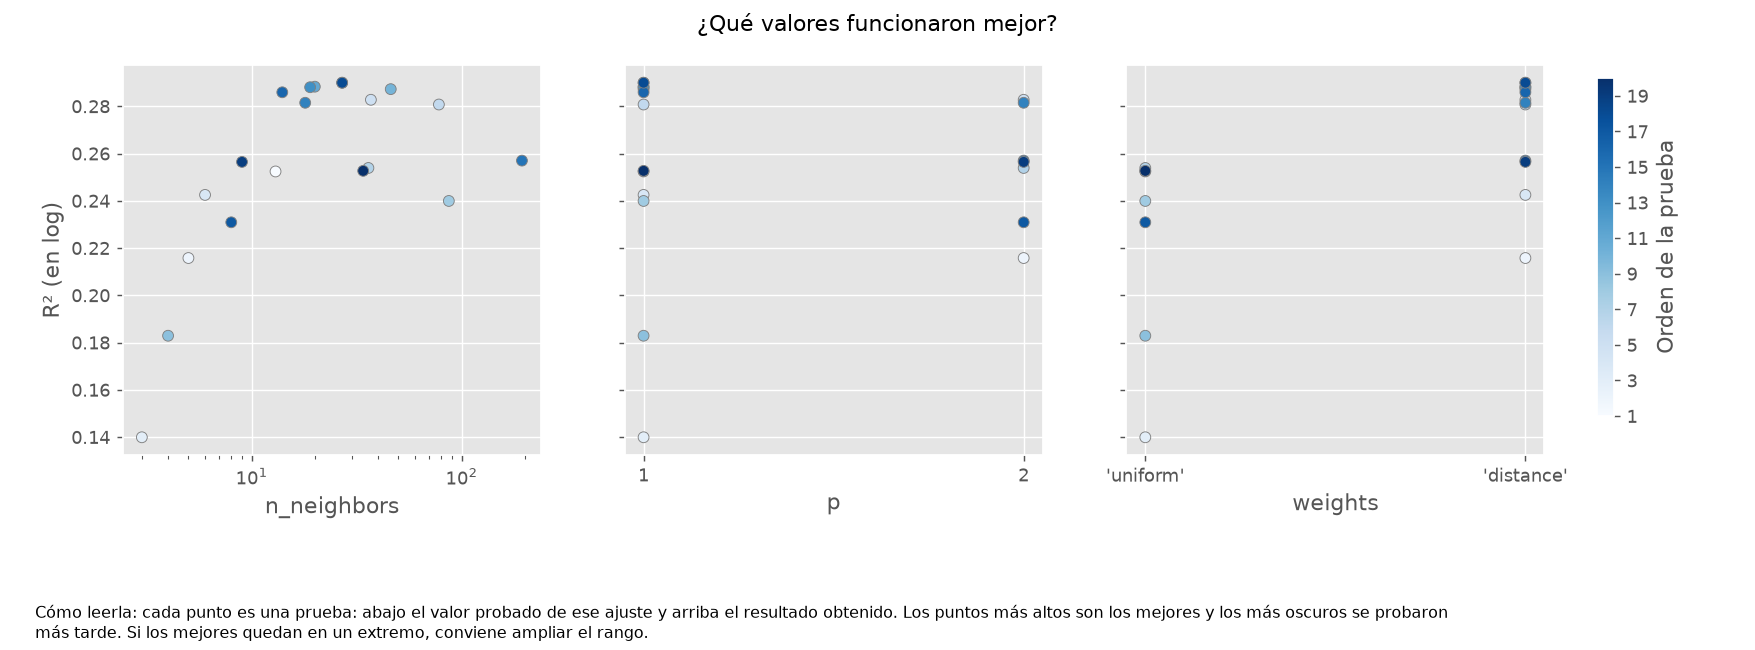 ¿Qué valores funcionaron mejor?
R² (en log)
0.28
0.26
0.24
0.22
0.20
0.18
0.16
0.14
10¹
10²
n_neighbors
1
2
p
'uniform'
'distance'
weights
19
17
15
13
11
9
7
5
3
1
Orden de la prueba
Cómo leerla: cada punto es una prueba: abajo el valor probado de ese ajuste y arriba el resultado obtenido. Los puntos más altos son los mejores y los más oscuros se probaron
más tarde. Si los mejores quedan en un extremo, conviene ampliar el rango.